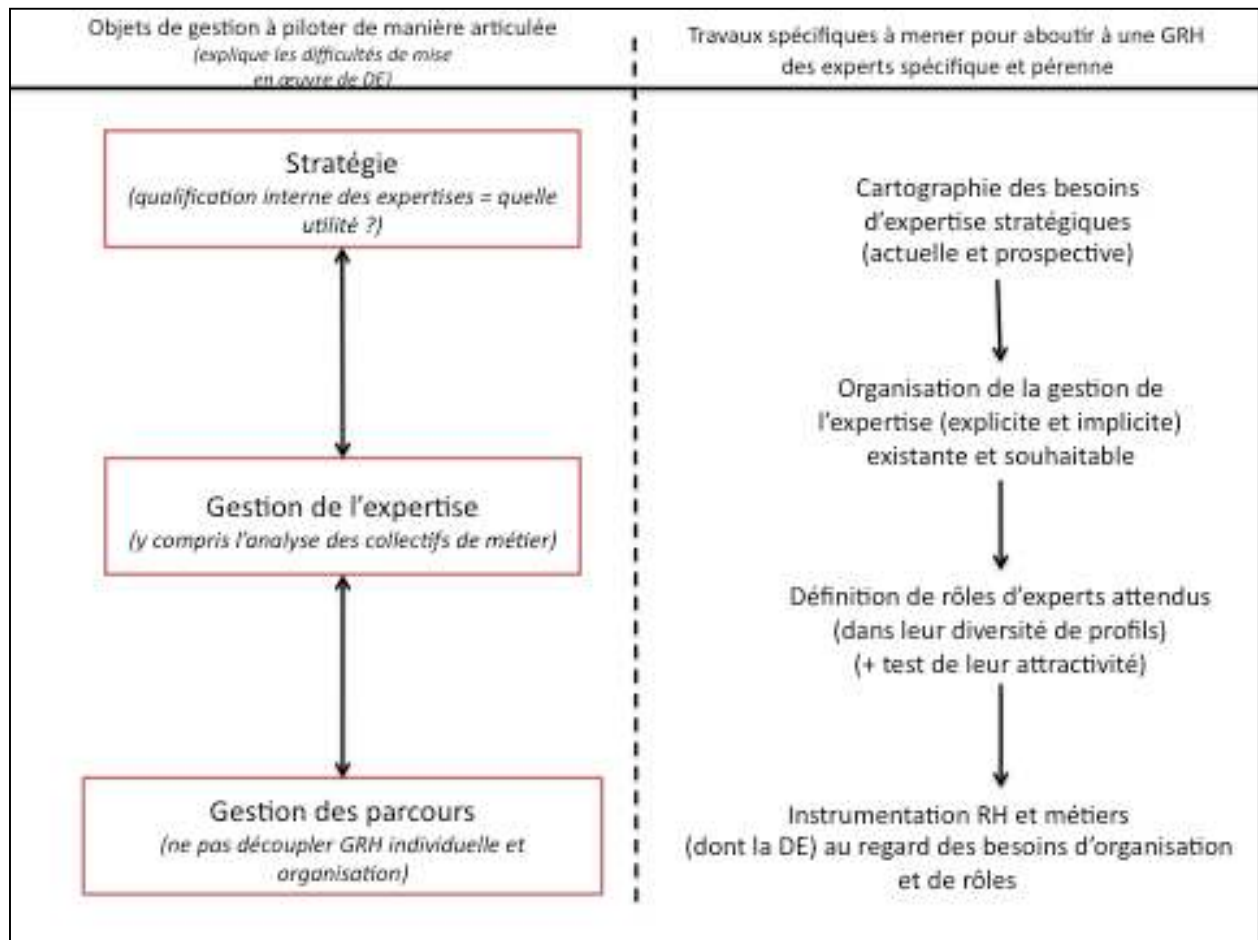 Objets de gestion à piloter de manière articulée
(explique les difficultés de mise
en œuvre de DE)
Travaux spécifiques à mener pour aboutir à une GRH
des experts spécifique et pérenne
Stratégie
(qualification interne des expertises = quelle
utilité ?)
Gestion de l'expertise
(y compris l'analyse des collectifs de métier)
Gestion des parcours
(ne pas découpler GRH individuelle et
organisation)
Cartographie des besoins
d'expertise stratégiques
(actuelle et prospective)
Organisation de la gestion de
l'expertise (explicite et implicite)
existante et souhaitable
Définition de rôles d'experts attendus
(dans leur diversité de profils)
(+ test de leur attractivité)
Instrumentation RH et métiers
(dont la DE) au regard des besoins d'organisation
et de rôles